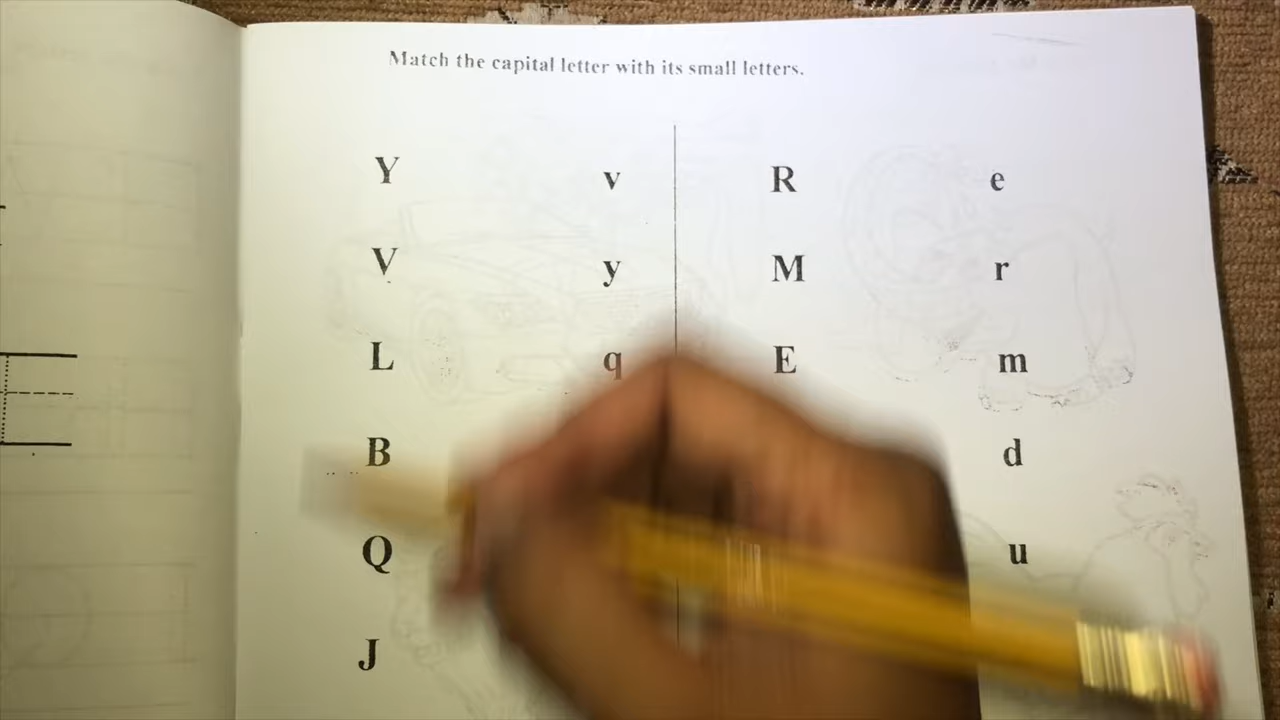 Match the capital letter with its small letters.
Y v R e
V y M r
L q E m
B d
Q u
J